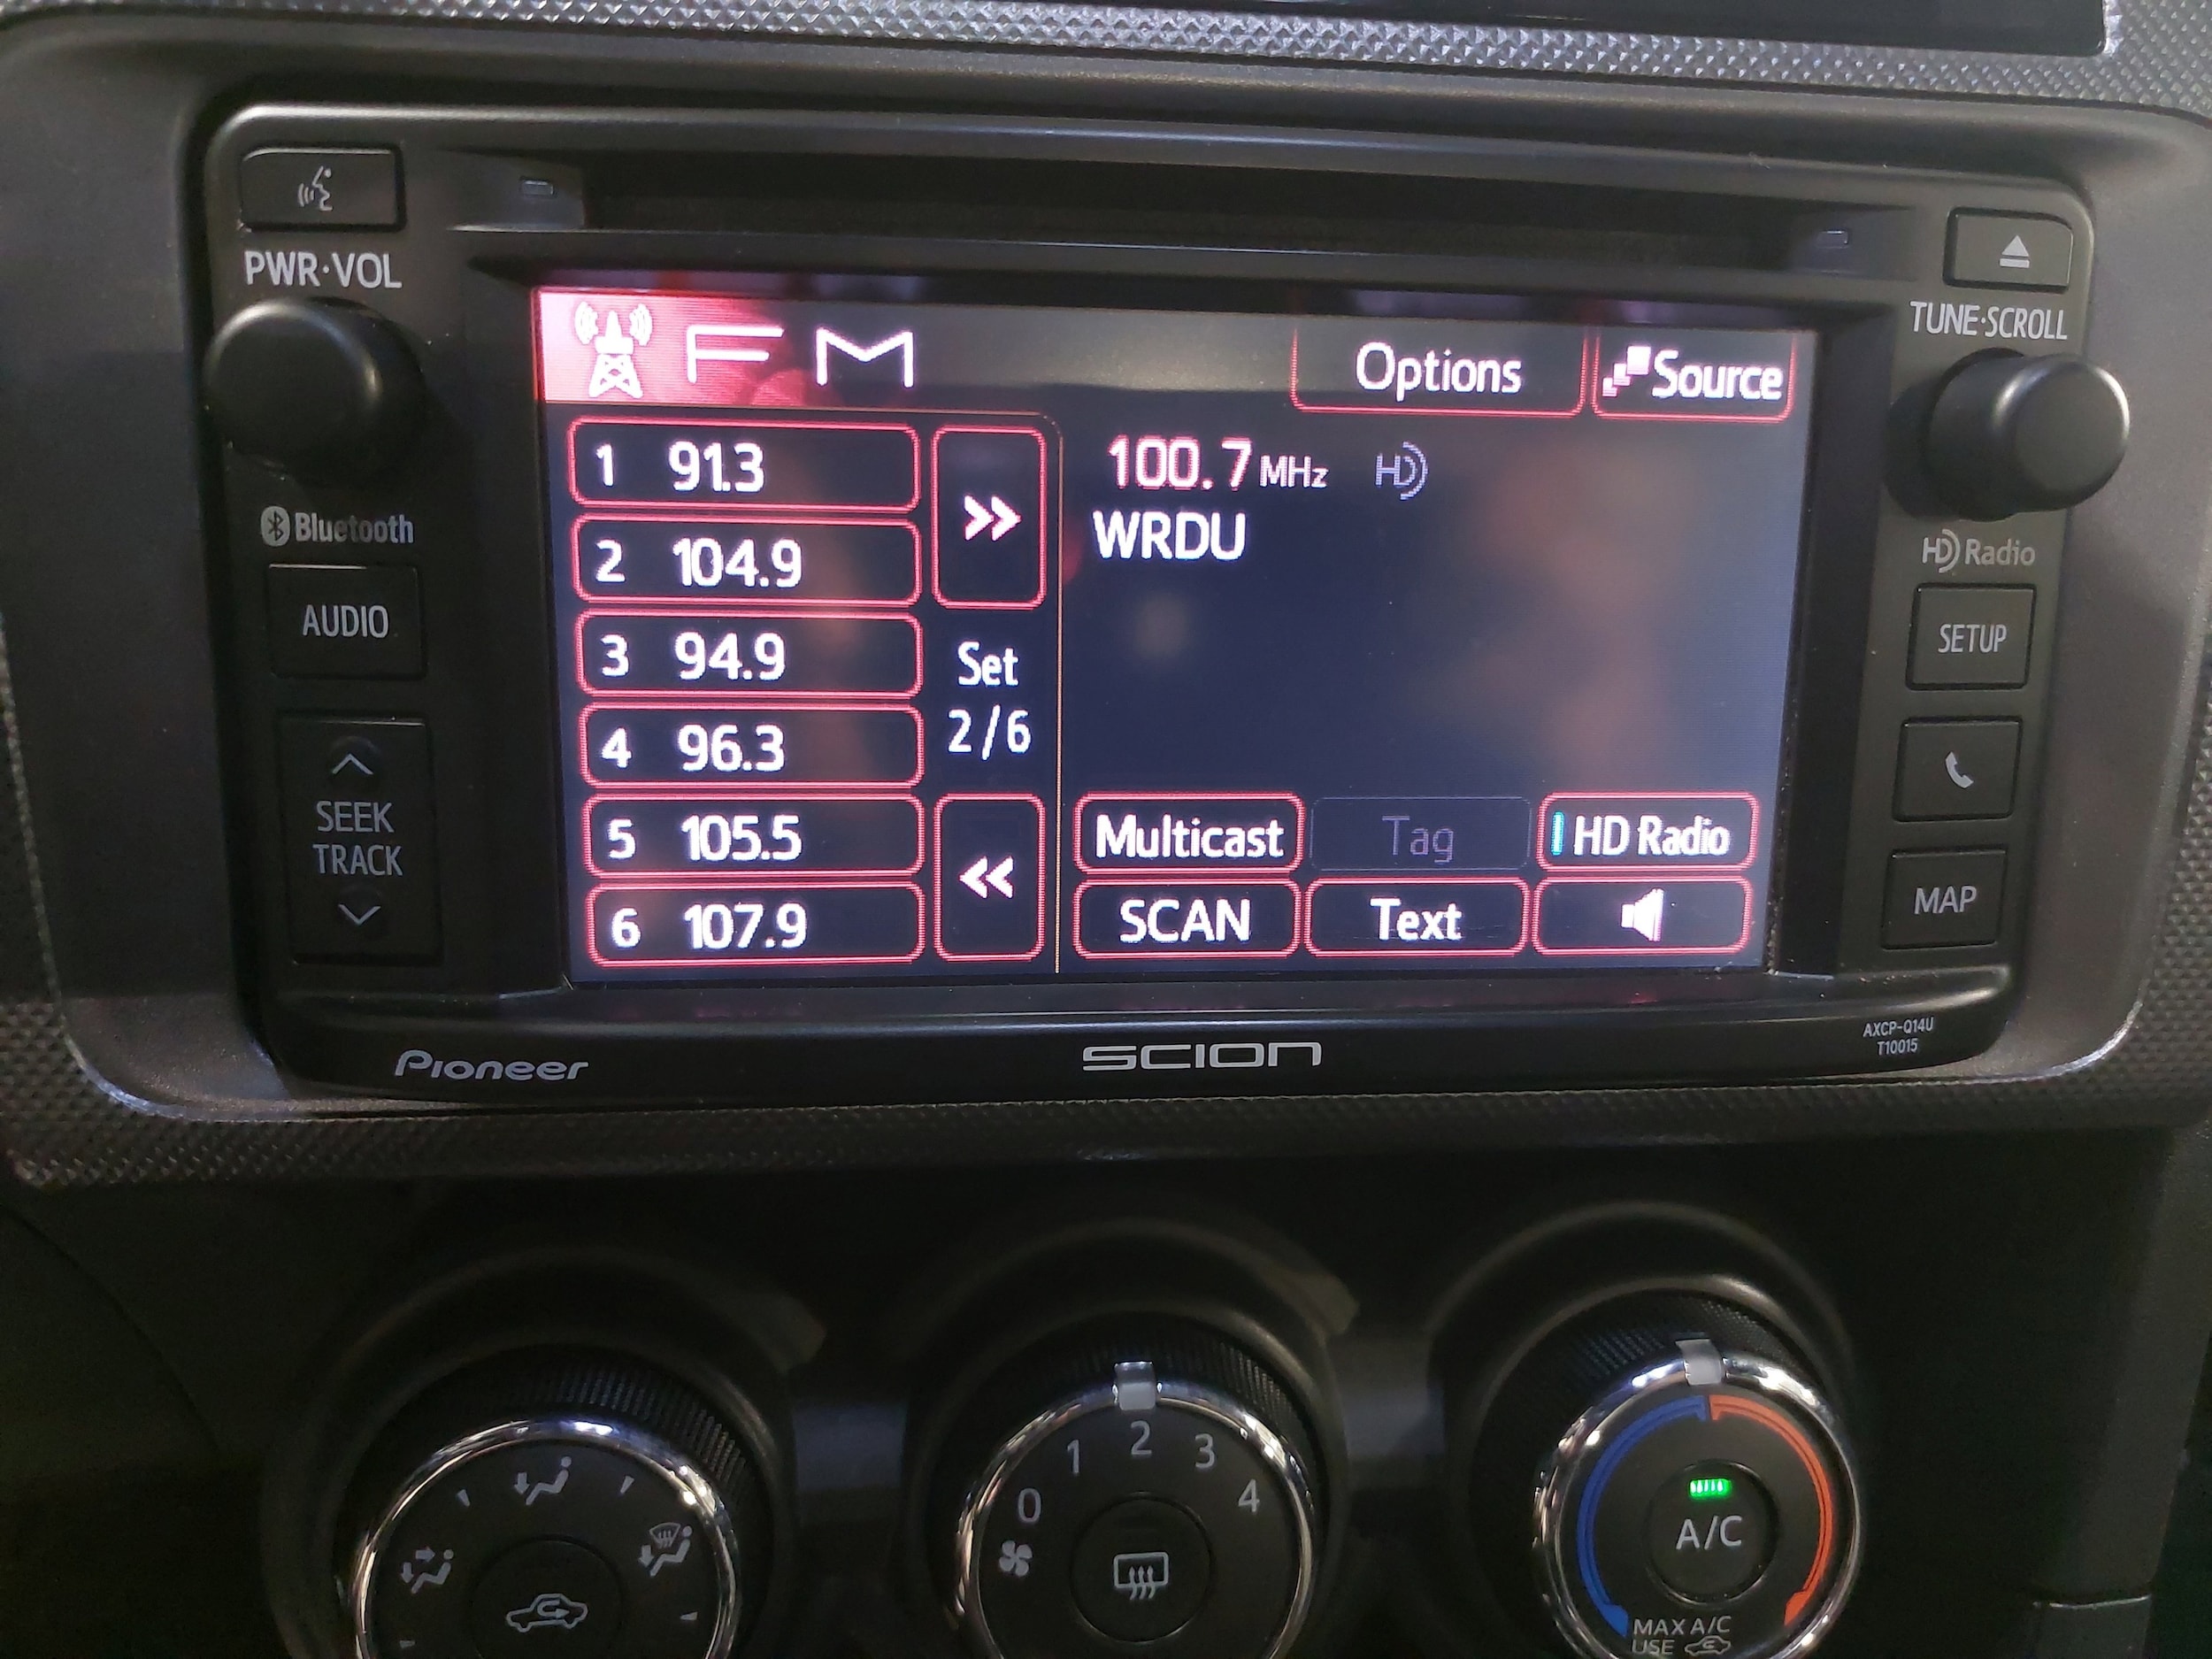 PWR·VOL
Bluetooth
AUDIO
SEEK
TRACK
FM
Options
Source
1 91.3
2 104.9
3 94.9
4 96.3
5 105.5
6 107.9
>>
Set
2/6
<<
100.7 MHz HD
WRDU
Multicast
Tag
HD Radio
SCAN
Text
TUNE·SCROLL
HD Radio
SETUP
MAP
Pioneer
SCION
AXCP-Q14U
T10015
0 1 2 3 4
A/C
MAX A/C
USE